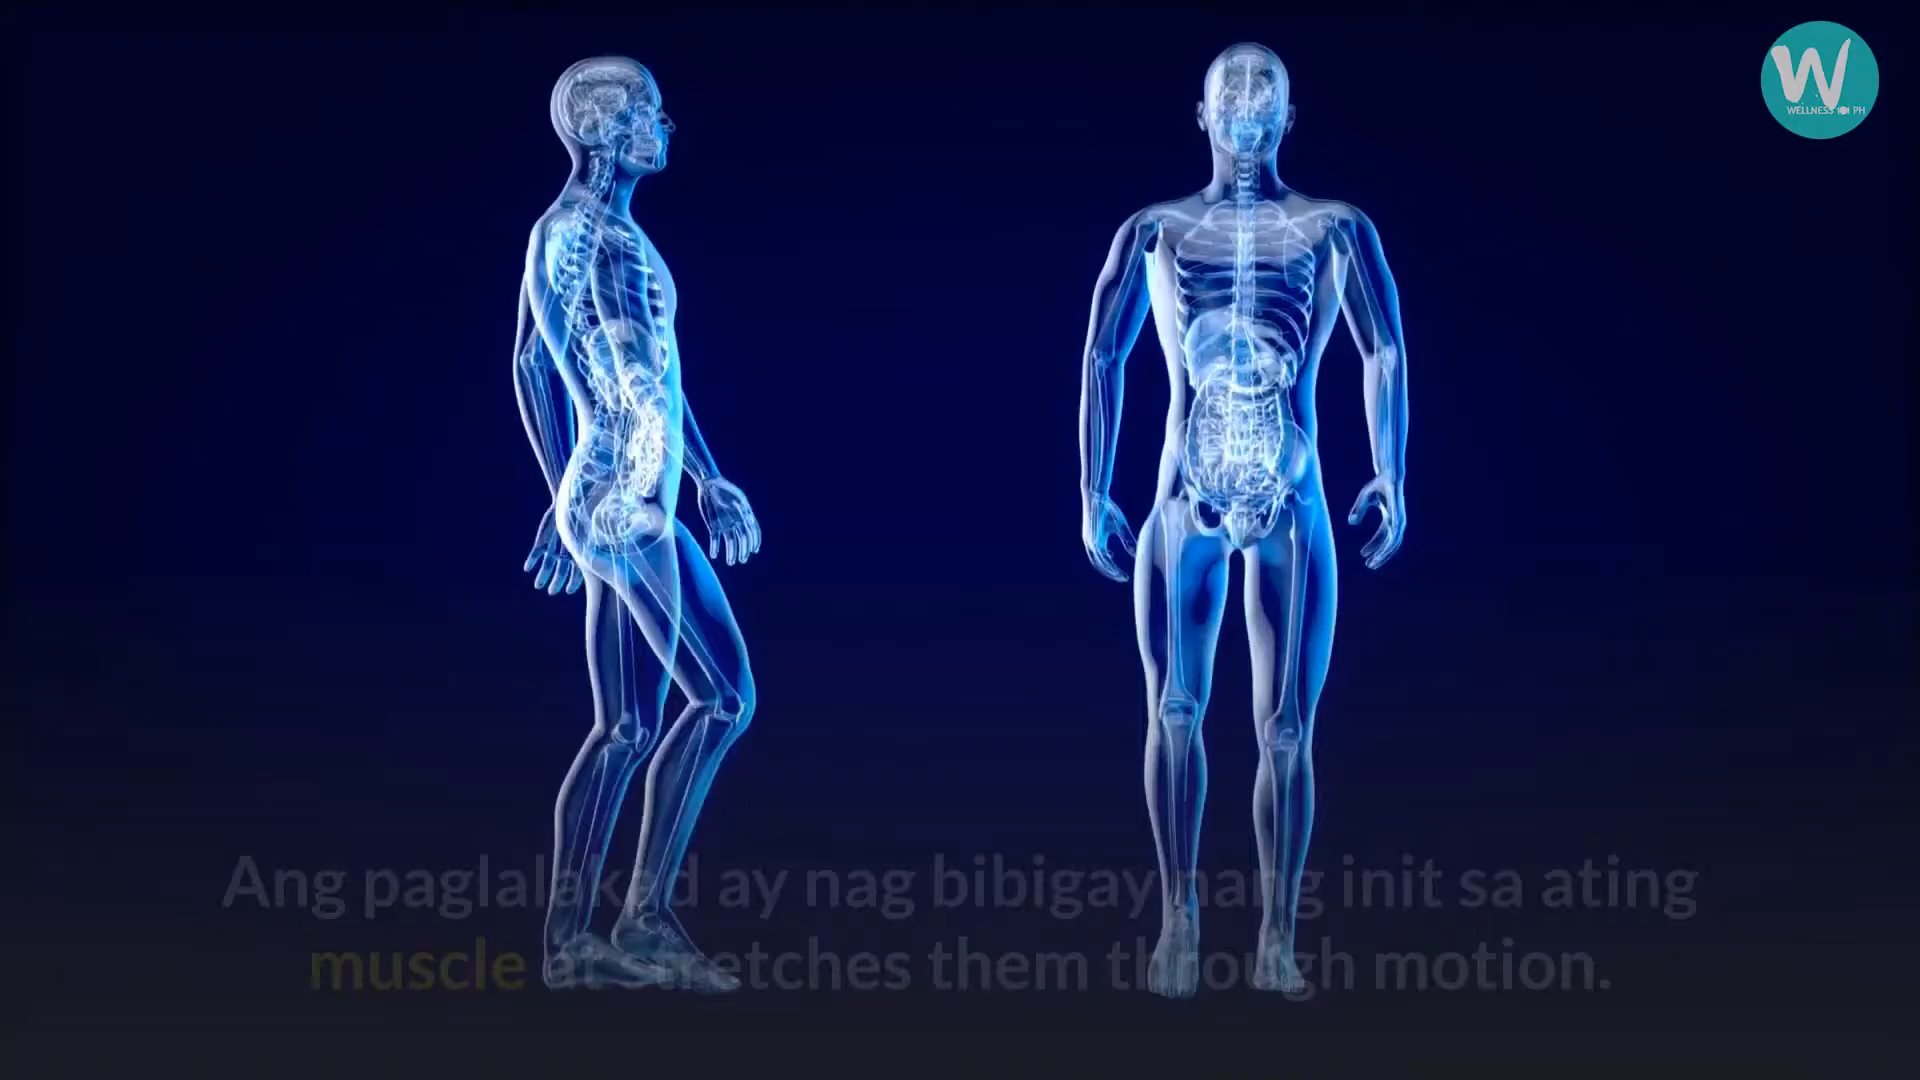 W
WELLNESS 101 PH
Ang paglalakad ay nag bibigay nang init sa ating
muscle at stretches them through motion.